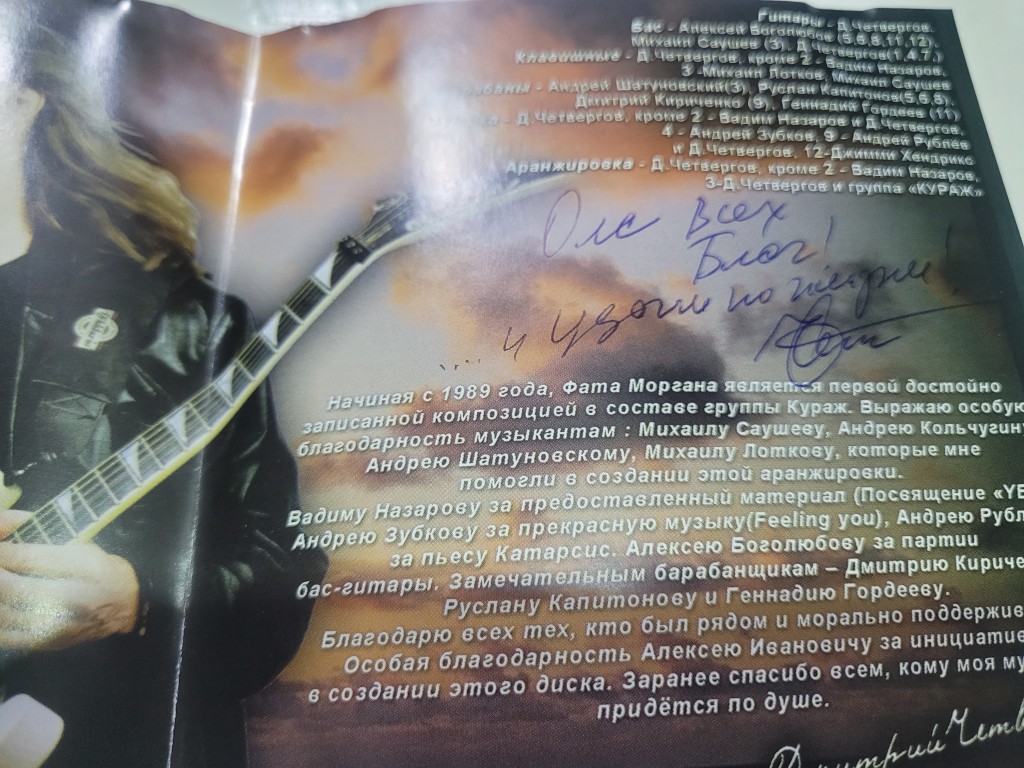 Гитары - Д.Четвергов.
Бас - Алексей Боголюбов (5,6,8,11,12),
Михаил Саушев (3), Д.Четвергов(1,4,7.)
Клавишные - Д.Четвергов, кроме 2 - Вадим Назаров,
3 -Михаил Лотков, Михаил Саушев
- Андрей Шатуновский(3), Руслан Капитонов(5,6,8),
Дмитрий Кириченко (9), Геннадий Гордеев (11)
- Д.Четвергов, кроме 2 - Вадим Назаров и Д.Четвергов,
4 - Андрей Зубков, 9 - Андрей Рублёв
и Д.Четвергов, 12-Джимми Хендрикс
Аранжировка - Д.Четвергов, кроме 2 - Вадим Назаров,
3-Д.Четвергов и группа «КУРАЖ»
Всех
Благ!
... и удачи по жизни!
Начиная с 1989 года, Фата Моргана является первой достойно
записанной композицией в составе группы Кураж. Выражаю особую
благодарность музыкантам : Михаилу Саушеву, Андрею Кольчугину
Андрею Шатуновскому, Михаилу Лоткову, которые мне
помогли в создании этой аранжировки.
Вадиму Назарову за предоставленный материал (Посвящение «YE
Андрею Зубкову за прекрасную музыку(Feeling you), Андрею Рубл
за пьесу Катарсис. Алексею Боголюбову за партии
бас-гитары. Замечательным барабанщикам – Дмитрию Кириче
Руслану Капитонову и Геннадию Гордееву.
Благодарю всех тех, кто был рядом и морально поддержив
Особая благодарность Алексею Ивановичу за инициатив
в создании этого диска. Заранее спасибо всем, кому моя му
придётся по душе.
Дмитрий Четв